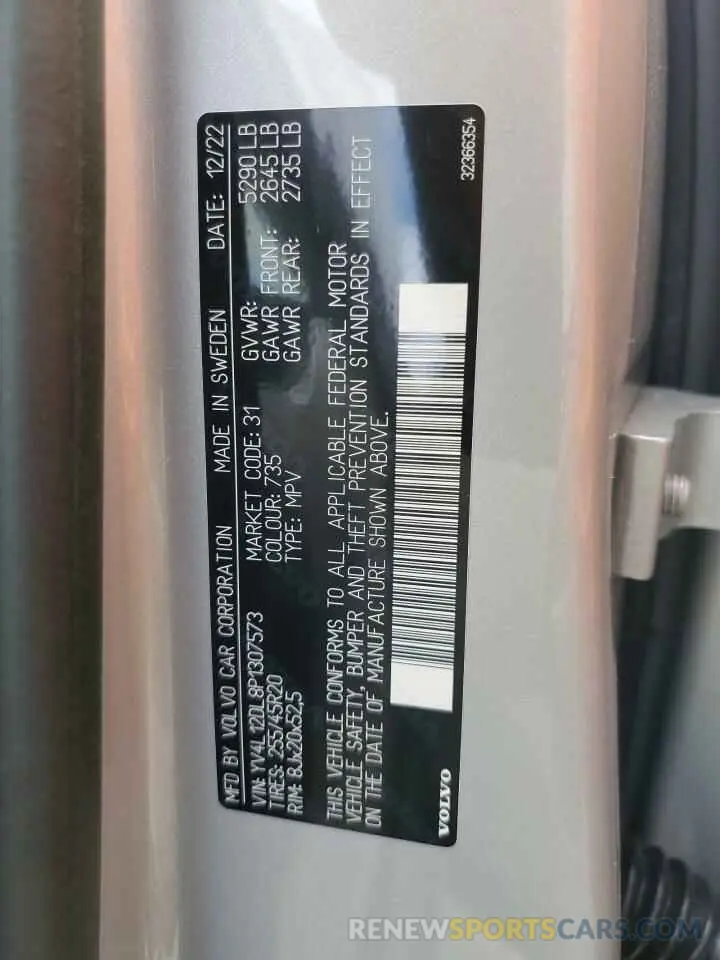 MFD BY VOLVO CAR CORPORATION MADE IN SWEDEN DATE: 12/22
VIN: YV4L12DL8P1307573 MARKET CODE: 31 GVWR: 5290 LB
TIRES: 255/45R20 COLOUR: 735 GAWR FRONT: 2645 LB
RIM: 8Jx20x52,5 TYPE: MPV GAWR REAR: 2735 LB
THIS VEHICLE CONFORMS TO ALL APPLICABLE FEDERAL MOTOR
VEHICLE SAFETY, BUMPER AND THEFT PREVENTION STANDARDS IN EFFECT
ON THE DATE OF MANUFACTURE SHOWN ABOVE.
VOLVO 32366354
RENEWSPORTSCARS.COM